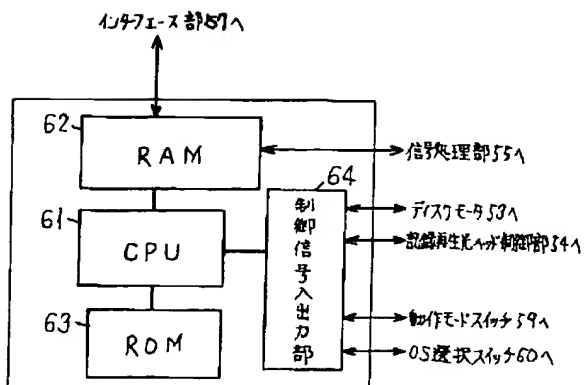 インターフェース部57へ
62
RAM
信号処理部55へ
64
61
CPU
制御信号入出力部
ディスクモータ53へ
記録再生光ヘッド制御部54へ
63
ROM
動作モードスイッチ59へ
OS選択スイッチ60へ